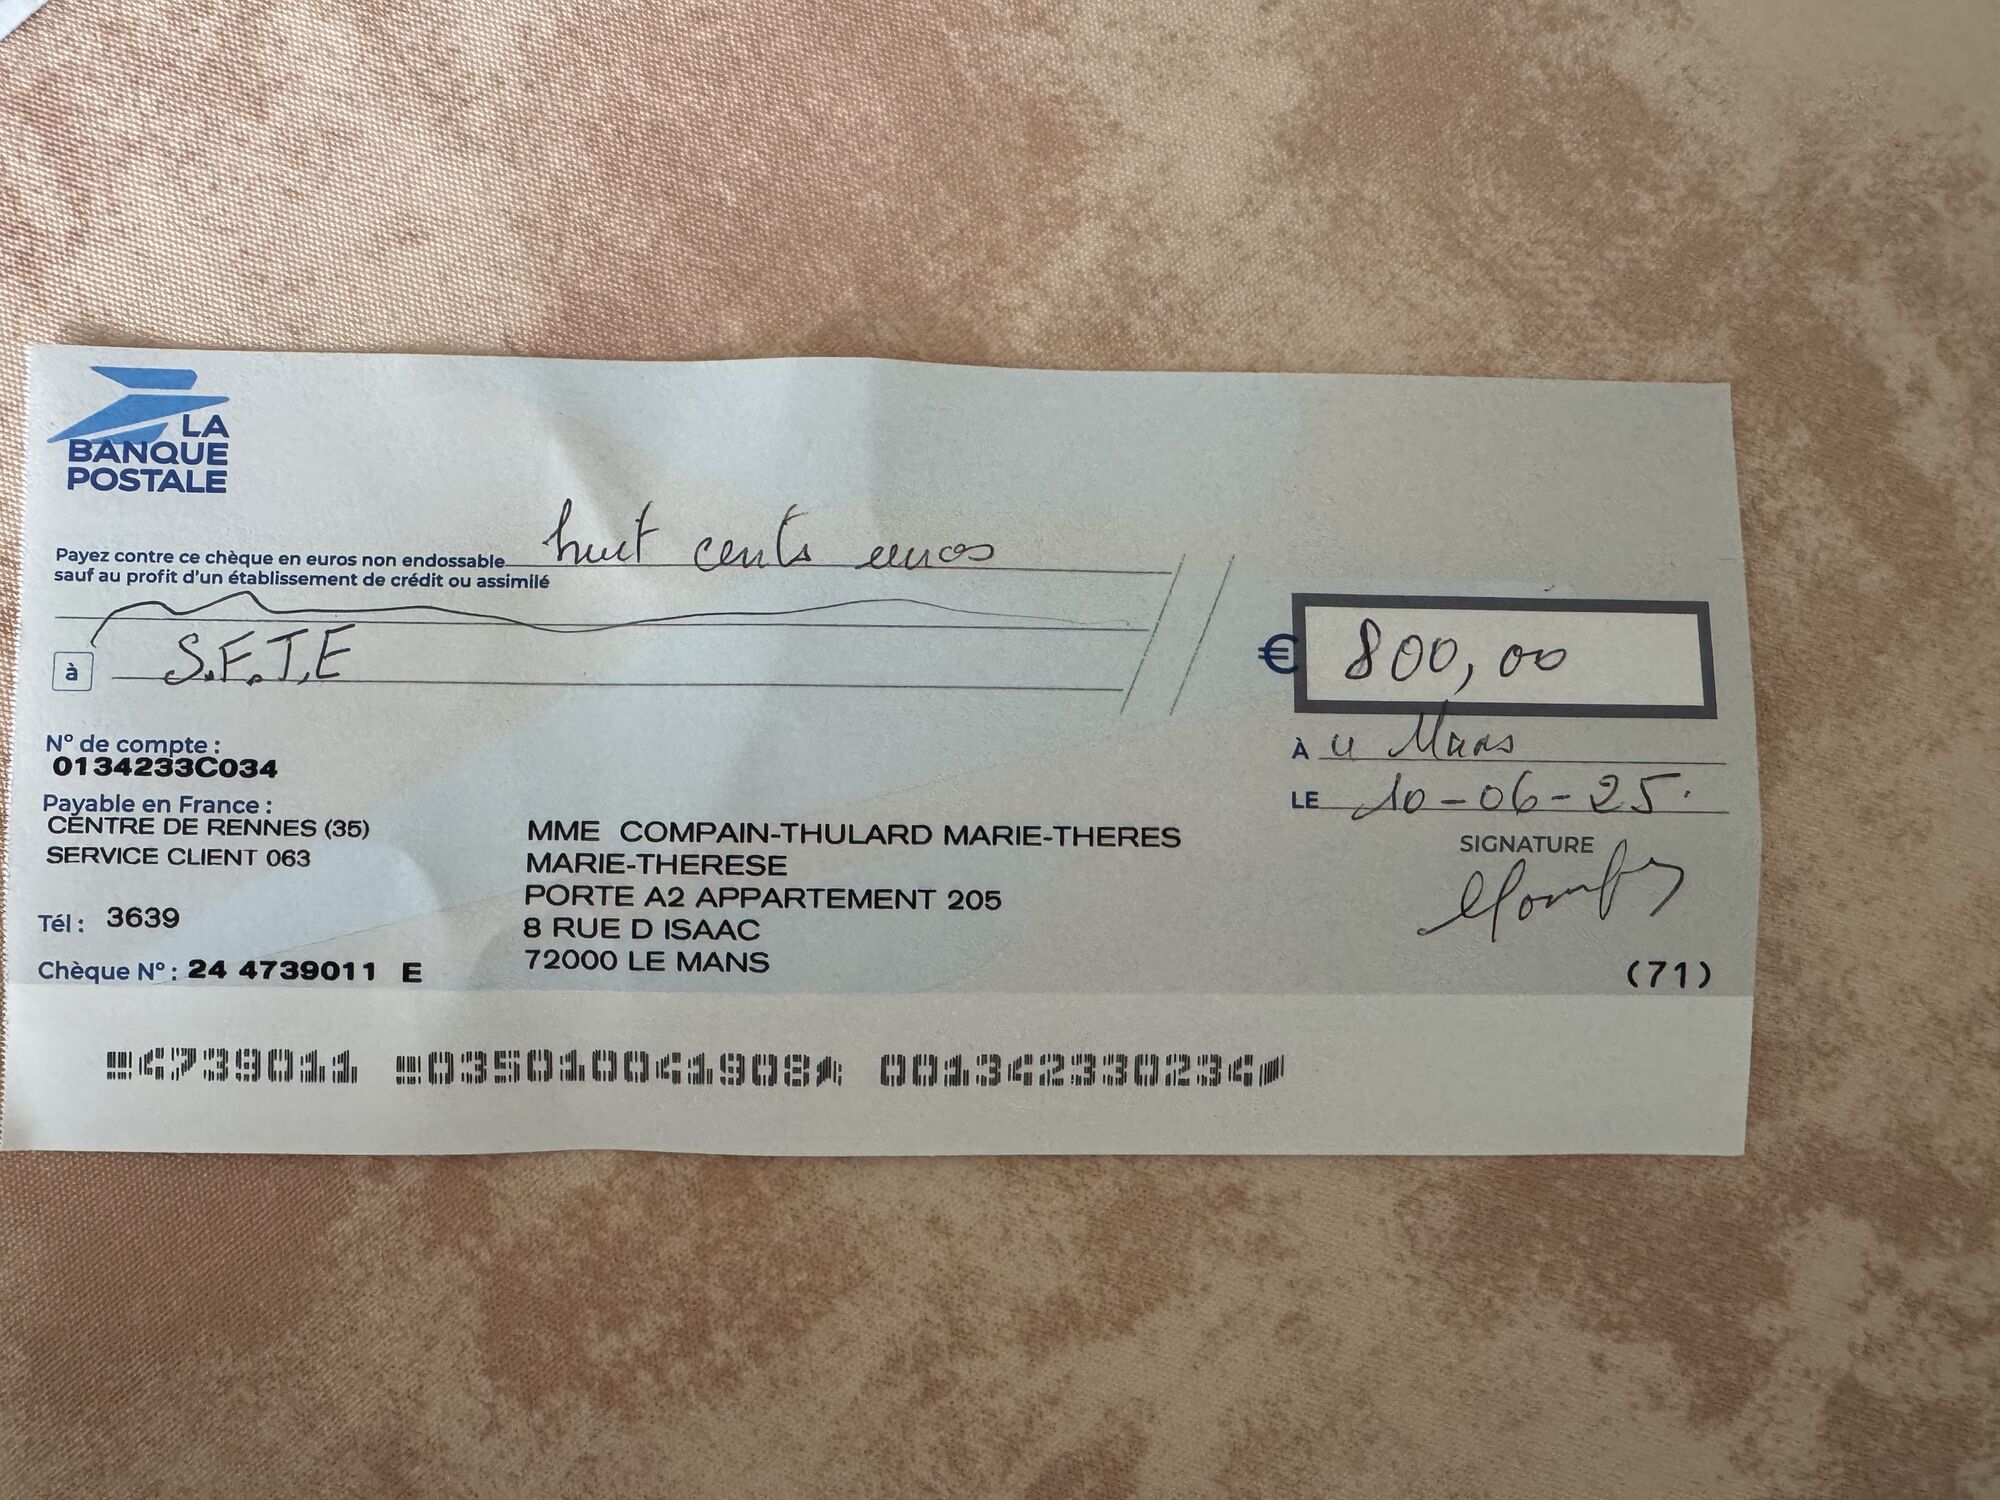 LA
BANQUE
POSTALE
Payez contre ce chèque en euros non endossable huit cents euros
sauf au profit d'un établissement de crédit ou assimilé
à S.F.T.E
€ 800,00
N° de compte :
0134233C034
À u Mans
LE 10-06-25.
Payable en France :
CENTRE DE RENNES (35)
SERVICE CLIENT 063
Tél : 3639
Chèque N° : 24 4739011 E
MME COMPAIN-THULARD MARIE-THERES
MARIE-THERESE
PORTE A2 APPARTEMENT 205
8 RUE D ISAAC
72000 LE MANS
SIGNATURE
(71)
4739011 035010041908 001342330234